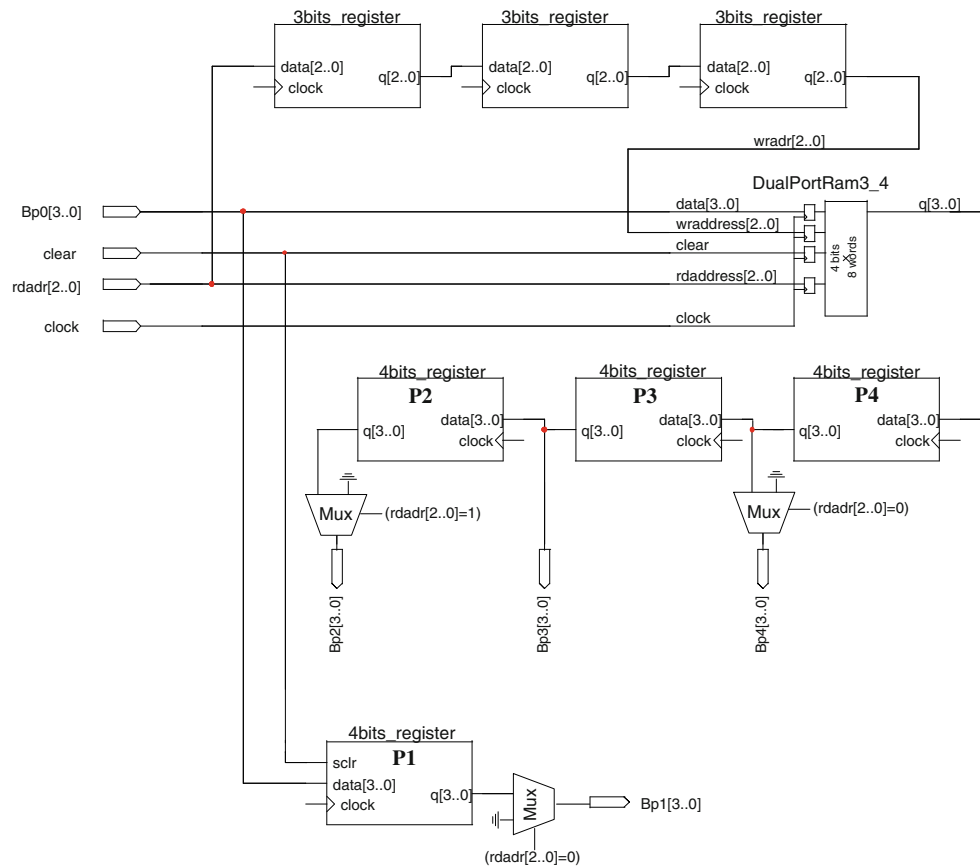 3bits_register
3bits_register
3bits_register
data[2..0]
q[2..0]
clock
data[2..0]
q[2..0]
clock
data[2..0]
q[2..0]
clock
wradr[2..0]
DualPortRam3_4
Bp0[3..0]
data[3..0]
q[3..0]
wraddress[2..0]
clear
clear
rdadr[2..0]
rdaddress[2..0]
clock
clock
4 bits
×
8 words
4bits_register
4bits_register
4bits_register
P2
P3
P4
q[3..0]
data[3..0]
clock
q[3..0]
data[3..0]
clock
q[3..0]
data[3..0]
clock
Mux
(rdadr[2..0]=1)
Mux
(rdadr[2..0]=0)
Bp2[3..0]
Bp3[3..0]
Bp4[3..0]
4bits_register
P1
sclr
data[3..0]
q[3..0]
clock
Mux
Bp1[3..0]
(rdadr[2..0]=0)